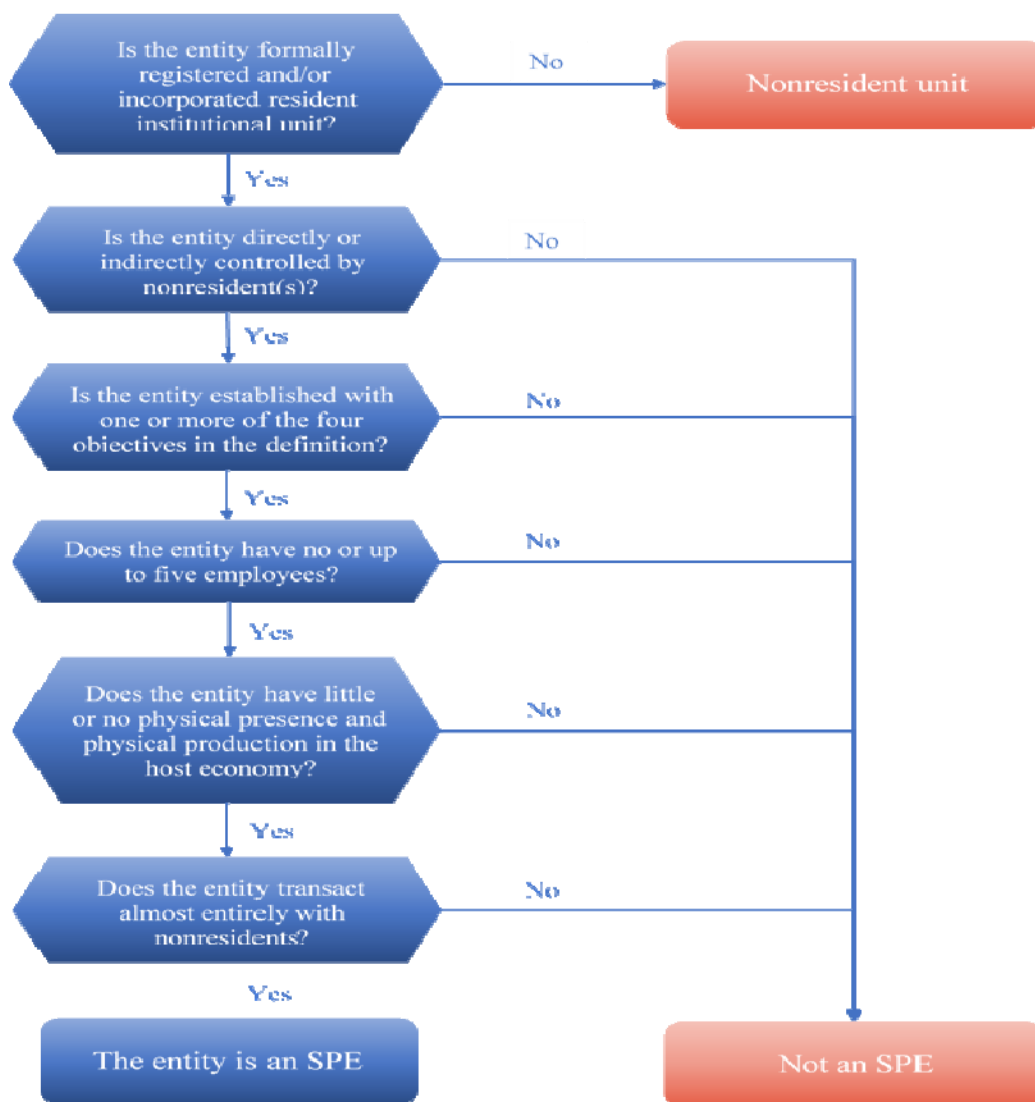 Is the entity formally
registered and/or
incorporated resident
institutional unit?
No
Nonresident unit
Yes
Is the entity directly or
indirectly controlled by
nonresident(s)?
No
Yes
Is the entity established with
one or more of the four
objectives in the definition?
No
Yes
Does the entity have no or up
to five employees?
No
Yes
Does the entity have little
or no physical presence and
physical production in the
host economy?
No
Yes
Does the entity transact
almost entirely with
nonresidents?
No
Yes
The entity is an SPE
Not an SPE